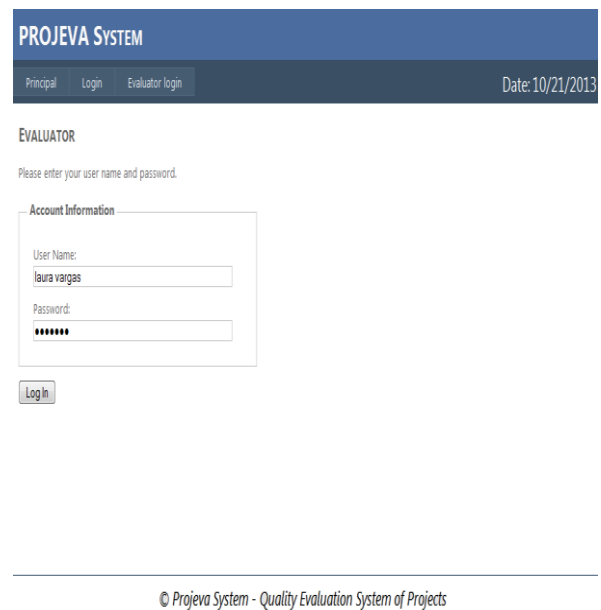 PROJEVA SYSTEM
Principal Login Evaluator login Date: 10/21/2013
EVALUATOR
Please enter your user name and password.
Account Information
User Name:
laura vargas
Password:
•••••••
Log In
© Projeva System - Quality Evaluation System of Projects